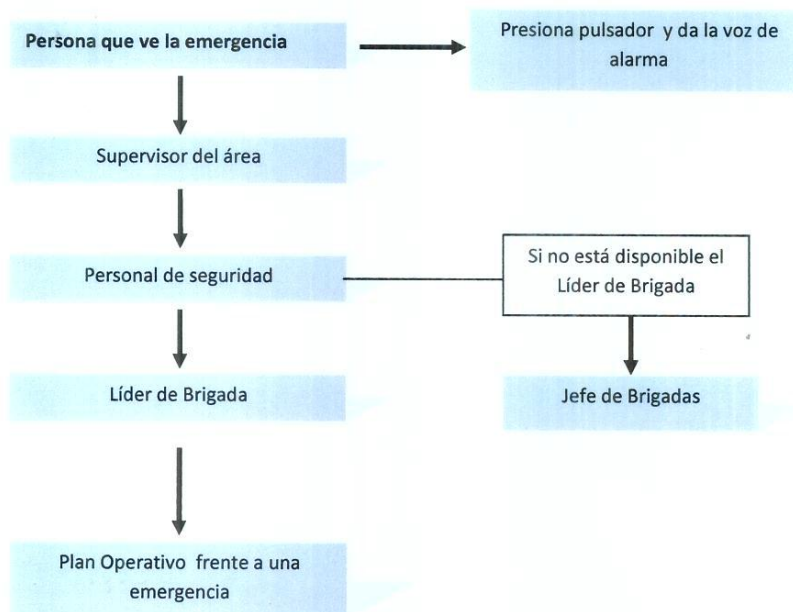 Persona que ve la emergencia
Presiona pulsador y da la voz de
alarma
Supervisor del área
Personal de seguridad
Si no está disponible el
Líder de Brigada
Líder de Brigada
Jefe de Brigadas
Plan Operativo frente a una
emergencia